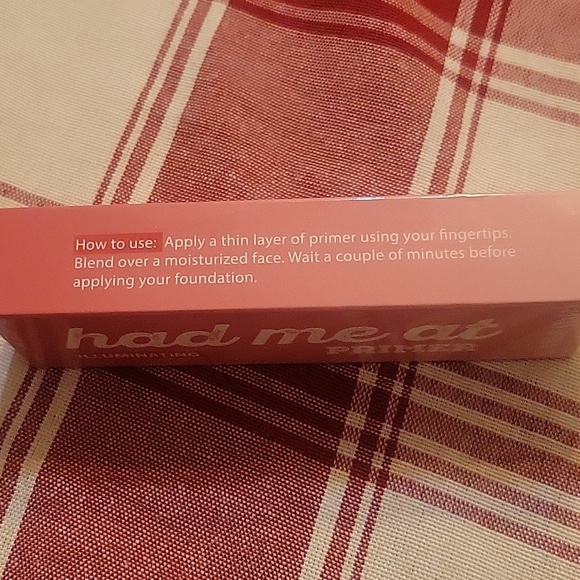 How to use: Apply a thin layer of primer using your fingertips.
Blend over a moisturized face. Wait a couple of minutes before
applying your foundation.
had me at
ILLUMINATING PRIMER